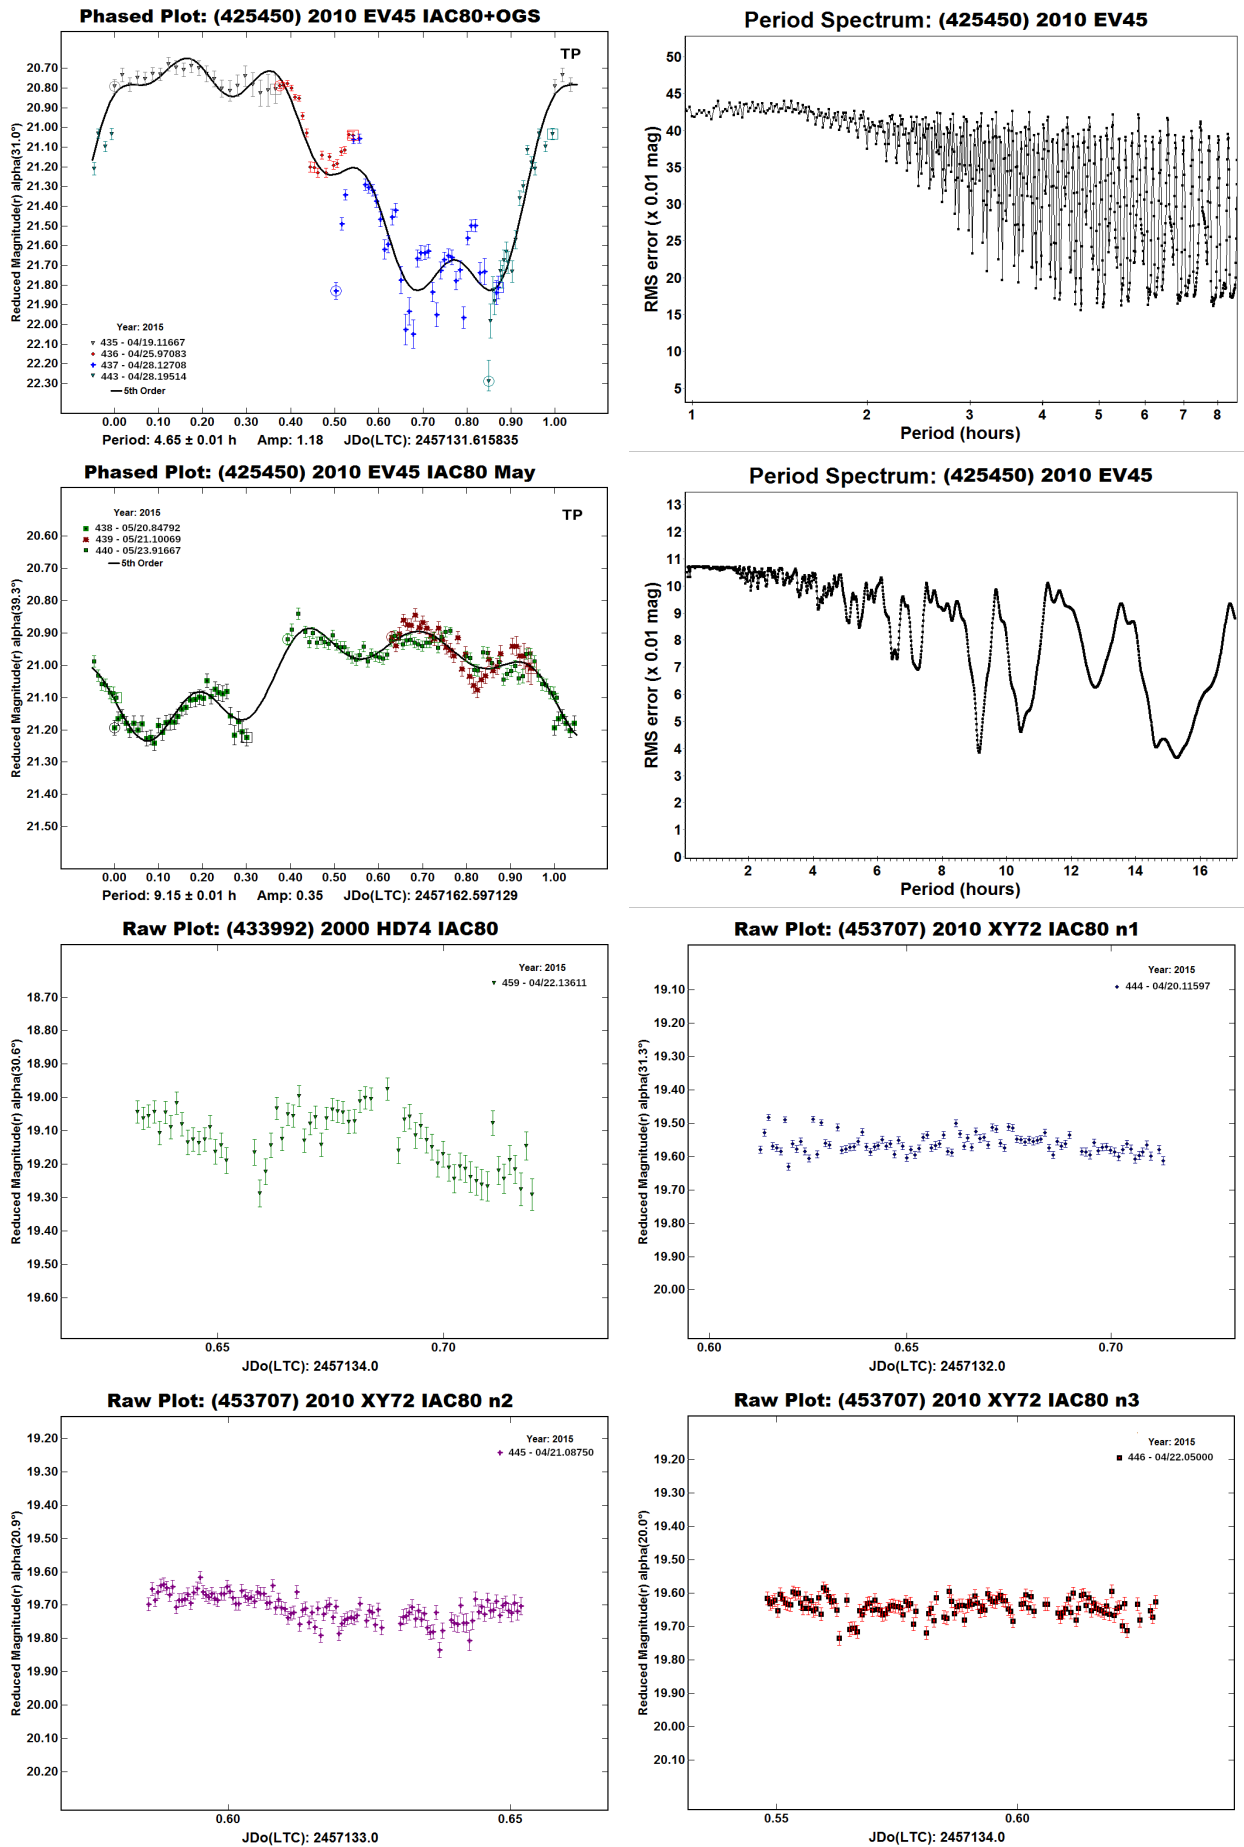 Phased Plot: (425450) 2010 EV45 IAC80+OGS
TP
Reduced Magnitude(r) alpha(31.0°)
20.70
20.80
20.90
21.00
21.10
21.20
21.30
21.40
21.50
21.60
21.70
21.80
21.90
22.00
22.10
22.20
22.30
Year: 2015
435 - 04/19.11667
436 - 04/25.97083
437 - 04/28.12708
443 - 04/28.19514
5th Order
0.00 0.10 0.20 0.30 0.40 0.50 0.60 0.70 0.80 0.90 1.00
Period: 4.65 ± 0.01 h Amp: 1.18 JDo(LTC): 2457131.615835
Period Spectrum: (425450) 2010 EV45
RMS error (x 0.01 mag)
50
45
40
35
30
25
20
15
10
5
1 2 3 4 5 6 7 8
Period (hours)
Phased Plot: (425450) 2010 EV45 IAC80 May
Year: 2015
438 - 05/20.84792
439 - 05/21.10069
440 - 05/23.91667
5th Order
TP
Reduced Magnitude(r) alpha(39.3°)
20.60
20.70
20.80
20.90
21.00
21.10
21.20
21.30
21.40
21.50
0.00 0.10 0.20 0.30 0.40 0.50 0.60 0.70 0.80 0.90 1.00
Period: 9.15 ± 0.01 h Amp: 0.35 JDo(LTC): 2457162.597129
Period Spectrum: (425450) 2010 EV45
RMS error (x 0.01 mag)
13
12
11
10
9
8
7
6
5
4
3
2
1
0
2 4 6 8 10 12 14 16
Period (hours)
Raw Plot: (433992) 2000 HD74 IAC80
Year: 2015
459 - 04/22.13611
Reduced Magnitude(r) alpha(30.6°)
18.70
18.80
18.90
19.00
19.10
19.20
19.30
19.40
19.50
19.60
0.65 0.70
JDo(LTC): 2457134.0
Raw Plot: (453707) 2010 XY72 IAC80 n1
Year: 2015
444 - 04/20.11597
Reduced Magnitude(r) alpha(31.3°)
19.10
19.20
19.30
19.40
19.50
19.60
19.70
19.80
19.90
20.00
0.60 0.65 0.70
JDo(LTC): 2457132.0
Raw Plot: (453707) 2010 XY72 IAC80 n2
Year: 2015
445 - 04/21.08750
Reduced Magnitude(r) alpha(20.9°)
19.20
19.30
19.40
19.50
19.60
19.70
19.80
19.90
20.00
20.10
20.20
0.60 0.65
JDo(LTC): 2457133.0
Raw Plot: (453707) 2010 XY72 IAC80 n3
Year: 2015
446 - 04/22.05000
Reduced Magnitude(r) alpha(20.0°)
19.20
19.30
19.40
19.50
19.60
19.70
19.80
19.90
20.00
20.10
0.55 0.60
JDo(LTC): 2457134.0